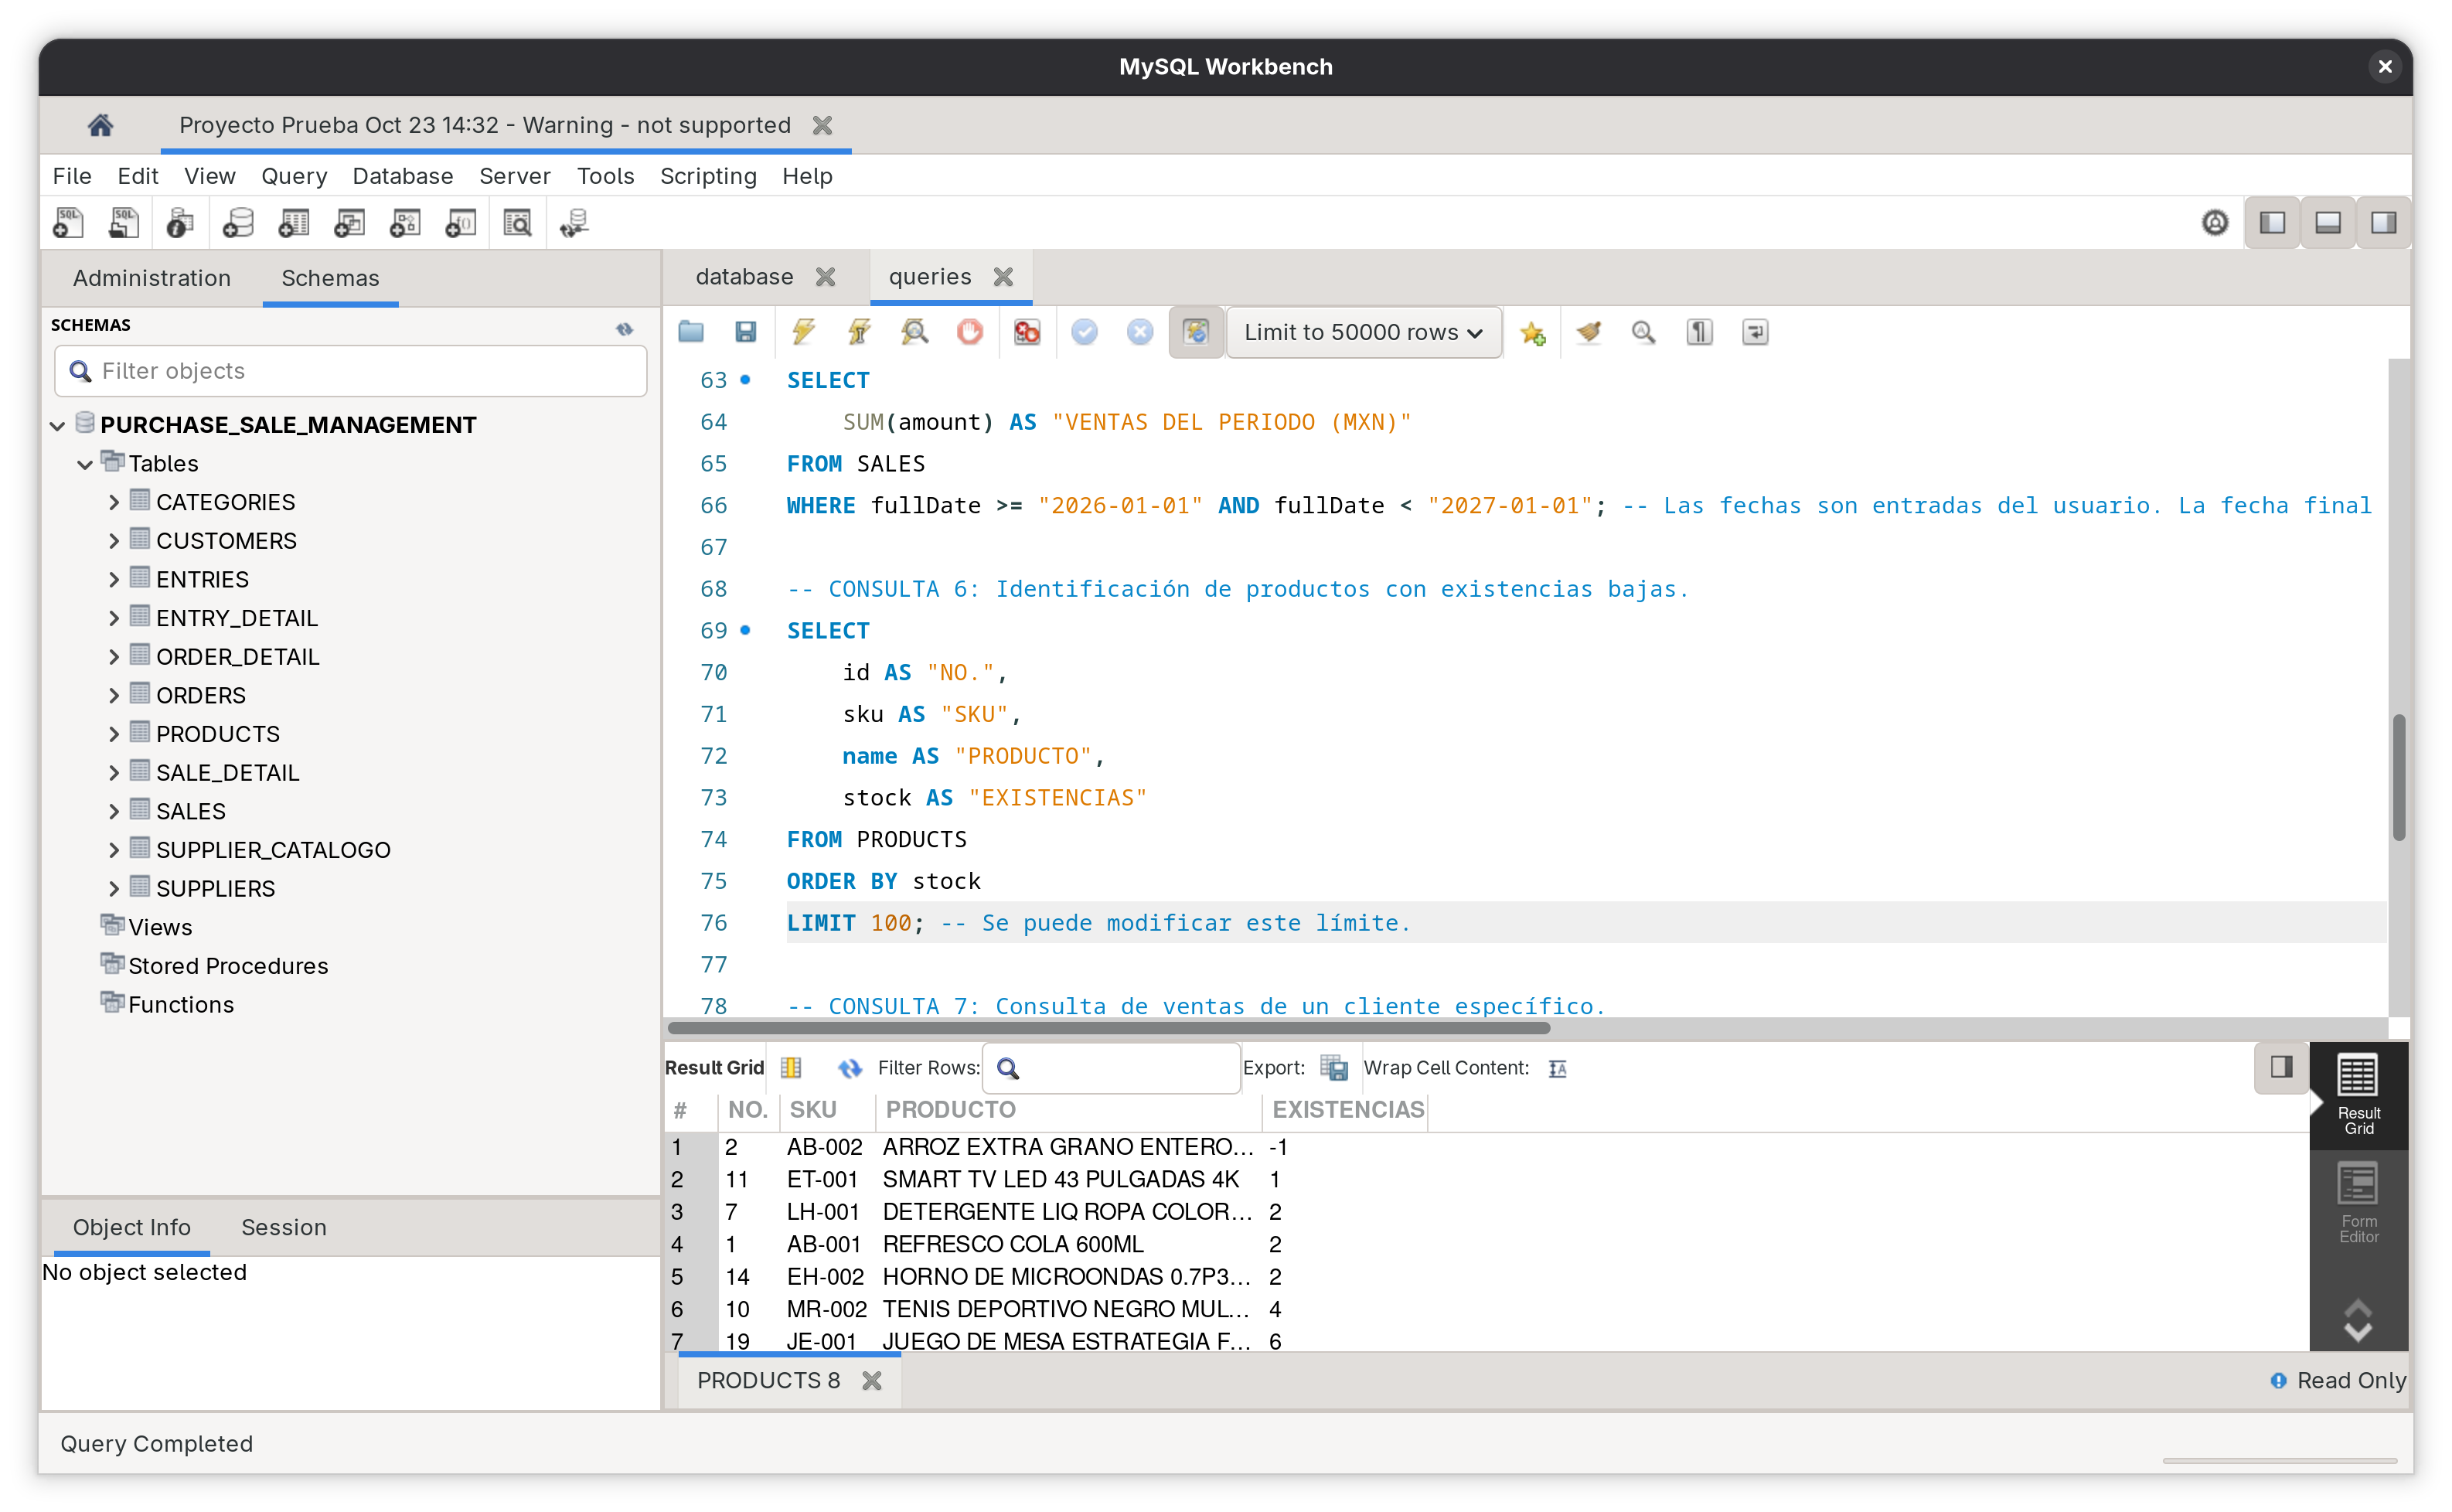 MySQL Workbench
Proyecto Prueba Oct 23 14:32 - Warning - not supported
File Edit View Query Database Server Tools Scripting Help
Administration Schemas
SCHEMAS
Filter objects
PURCHASE_SALE_MANAGEMENT
Tables
CATEGORIES
CUSTOMERS
ENTRIES
ENTRY_DETAIL
ORDER_DETAIL
ORDERS
PRODUCTS
SALE_DETAIL
SALES
SUPPLIER_CATALOGO
SUPPLIERS
Views
Stored Procedures
Functions
Object Info Session
No object selected
database queries
Limit to 50000 rows
63 SELECT
64 SUM(amount) AS "VENTAS DEL PERIODO (MXN)"
65 FROM SALES
66 WHERE fullDate >= "2026-01-01" AND fullDate < "2027-01-01"; -- Las fechas son entradas del usuario. La fecha final
67
68 -- CONSULTA 6: Identificación de productos con existencias bajas.
69 SELECT
70 id AS "NO.",
71 sku AS "SKU",
72 name AS "PRODUCTO",
73 stock AS "EXISTENCIAS"
74 FROM PRODUCTS
75 ORDER BY stock
76 LIMIT 100; -- Se puede modificar este límite.
77
78 -- CONSULTA 7: Consulta de ventas de un cliente específico.
Result Grid Filter Rows: Export: Wrap Cell Content:
# NO. SKU PRODUCTO EXISTENCIAS
1 2 AB-002 ARROZ EXTRA GRANO ENTERO... -1
2 11 ET-001 SMART TV LED 43 PULGADAS 4K 1
3 7 LH-001 DETERGENTE LIQ ROPA COLOR... 2
4 1 AB-001 REFRESCO COLA 600ML 2
5 14 EH-002 HORNO DE MICROONDAS 0.7P3... 2
6 10 MR-002 TENIS DEPORTIVO NEGRO MUL... 4
7 19 JE-001 JUEGO DE MESA ESTRATEGIA F... 6
Result
Grid
Form
Editor
PRODUCTS 8
Read Only
Query Completed